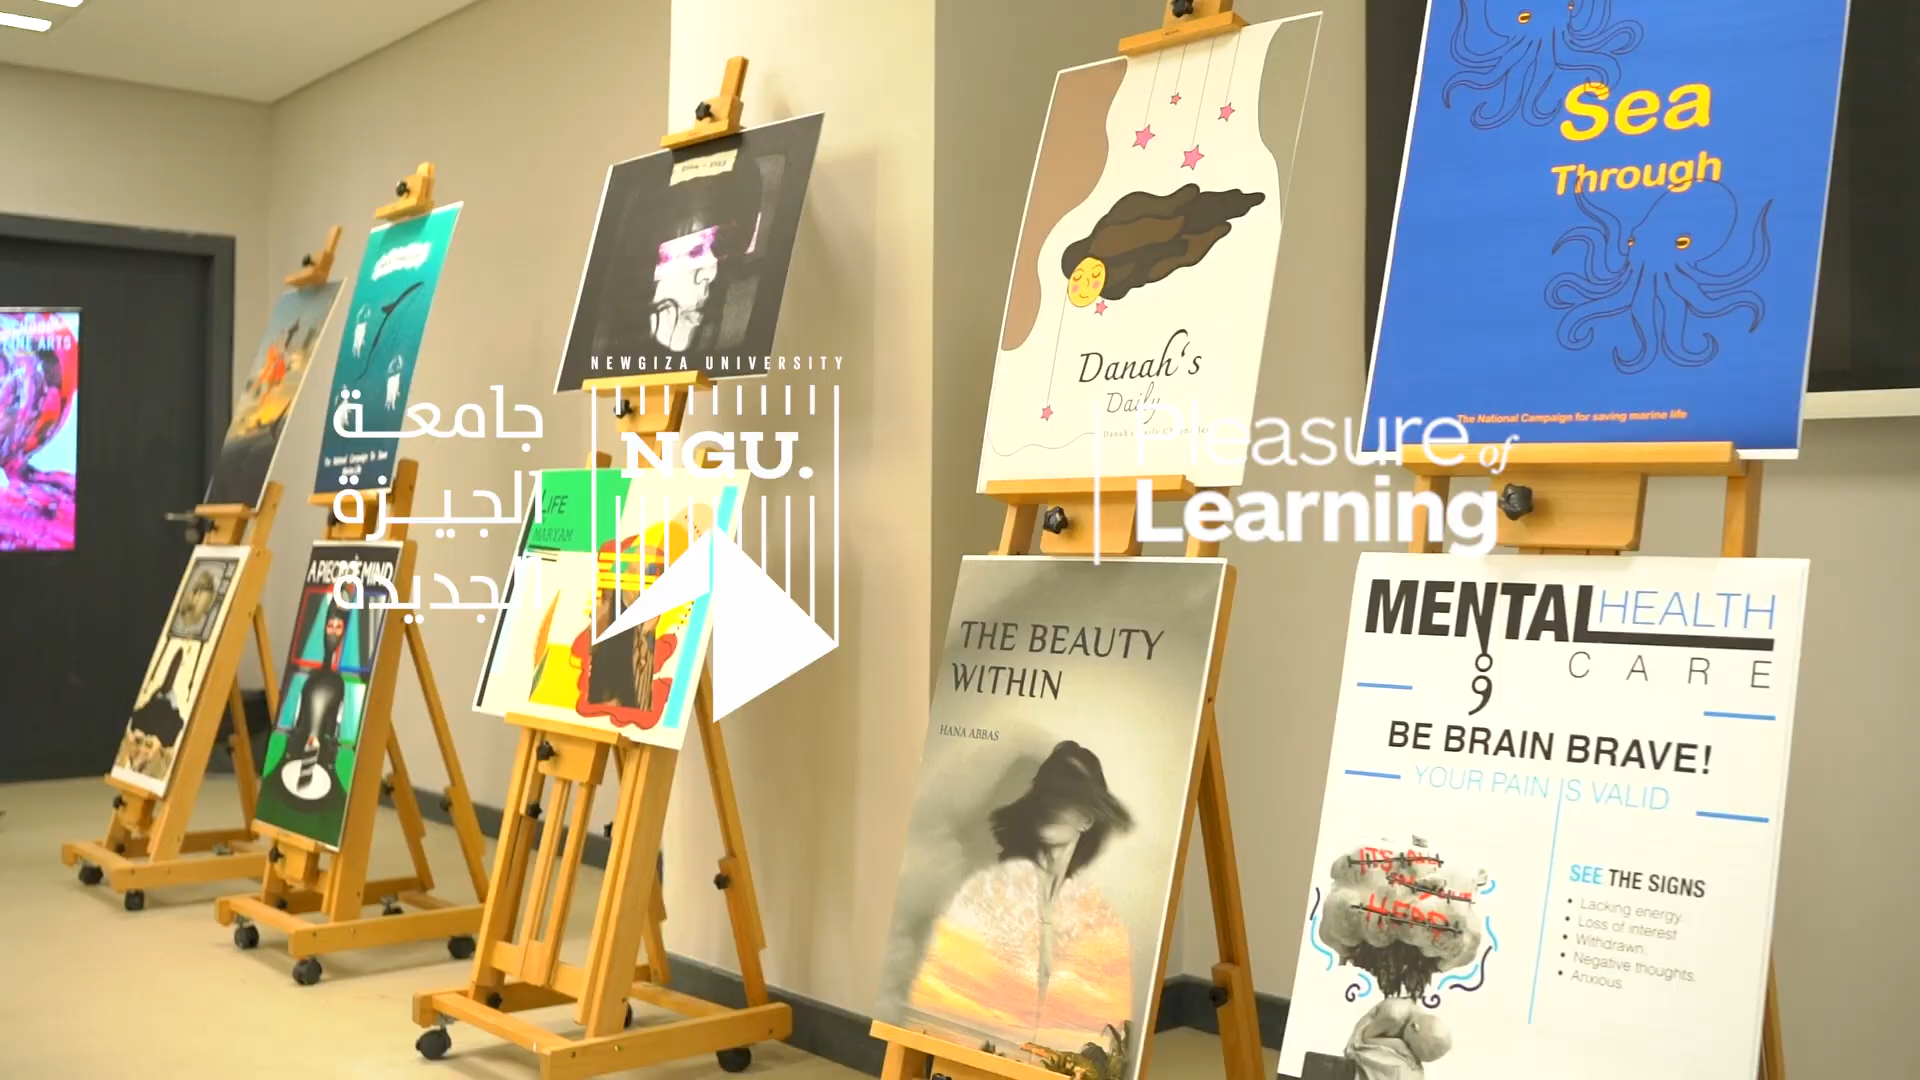 NEWGIZA UNIVERSITY
جامعة
الجيزة
الجديدة
NGU.
Pleasure of
Learning
FINE ARTS
A PIECE OF MIND
LIFE
MARYAM
Danah's
Daily
Sea
Through
The National Campaign for saving marine life
THE BEAUTY
WITHIN
HANA ABBAS
MENTAL HEALTH
CARE
BE BRAIN BRAVE!
YOUR PAIN IS VALID
SEE THE SIGNS
• Lacking energy.
• Loss of interest
• Withdrawn.
• Negative thoughts.
• Anxious.